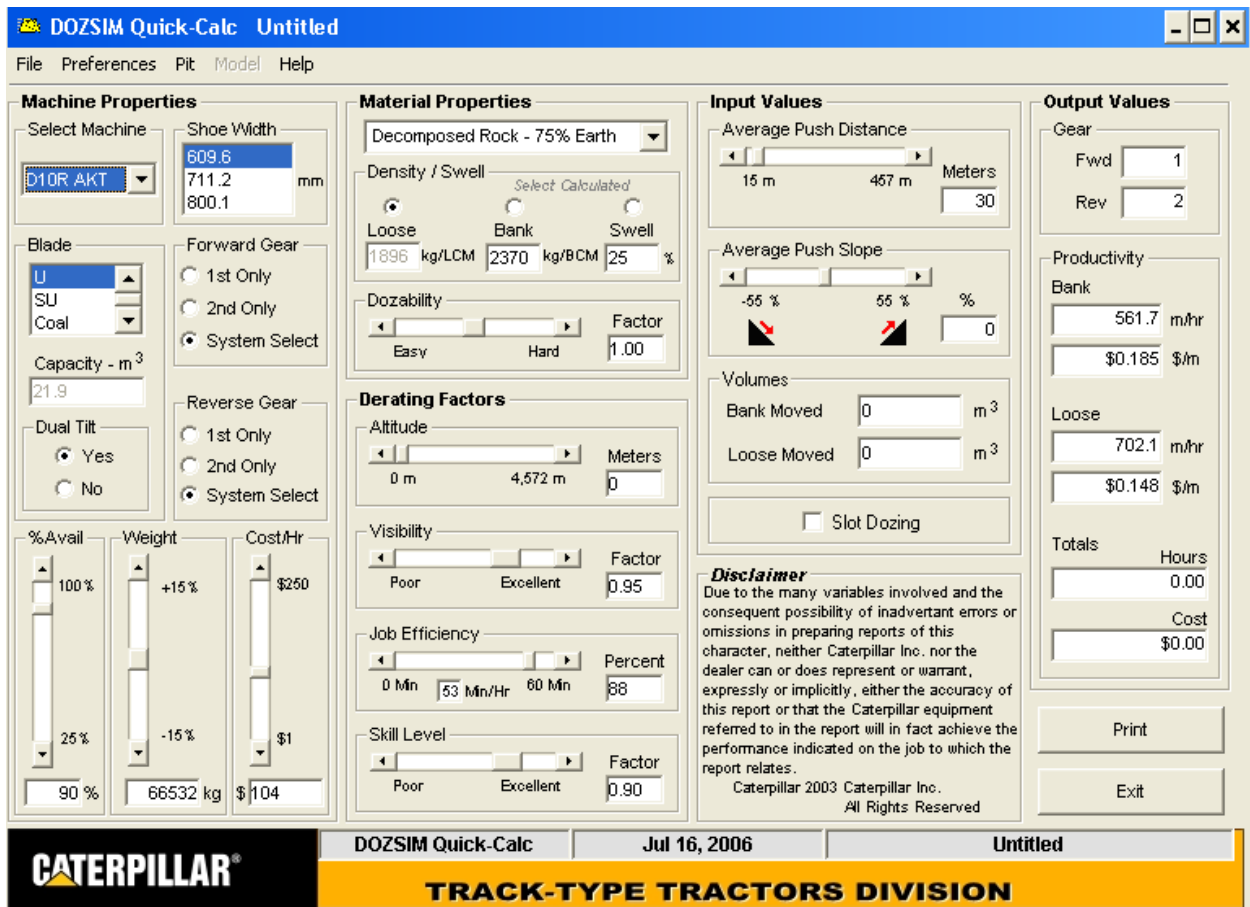 DOZSIM Quick-Calc Untitled
File Preferences Pit Model Help
Machine Properties
Select Machine
D10R AKT
Shoe Width
609.6
711.2
800.1
mm
Blade
U
SU
Coal
Capacity - m 3
21.9
Dual Tilt
Yes
No
Forward Gear
1st Only
2nd Only
System Select
Reverse Gear
1st Only
2nd Only
System Select
%Avail
100 %
25 %
90 %
Weight
+15 %
-15 %
66532 kg
Cost/Hr
$250
$1
$ 104
Material Properties
Decomposed Rock - 75% Earth
Density / Swell
Select Calculated
Loose Bank Swell
1896 kg/LCM 2370 kg/BCM 25 %
Dozability
Factor
Easy Hard 1.00
Derating Factors
Altitude
Meters
0 m 4,572 m 0
Visibility
Factor
Poor Excellent 0.95
Job Efficiency
Percent
0 Min 53 Min/Hr 60 Min 88
Skill Level
Factor
Poor Excellent 0.90
Input Values
Average Push Distance
Meters
15 m 457 m 30
Average Push Slope
-55 % 55 % %
0
Volumes
Bank Moved 0 m 3
Loose Moved 0 m 3
Slot Dozing
Disclaimer
Due to the many variables involved and the
consequent possibility of inadvertant errors or
omissions in preparing reports of this
character, neither Caterpillar Inc. nor the
dealer can or does represent or warrant,
expressly or implicitly, either the accuracy of
this report or that the Caterpillar equipment
referred to in the report will in fact achieve the
performance indicated on the job to which the
report relates.
Caterpillar 2003 Caterpillar Inc.
All Rights Reserved
Output Values
Gear
Fwd 1
Rev 2
Productivity
Bank
561.7 m/hr
$0.185 $/m
Loose
702.1 m/hr
$0.148 $/m
Totals
Hours
0.00
Cost
$0.00
Print
Exit
CATERPILLAR®
DOZSIM Quick-Calc Jul 16, 2006 Untitled
TRACK-TYPE TRACTORS DIVISION